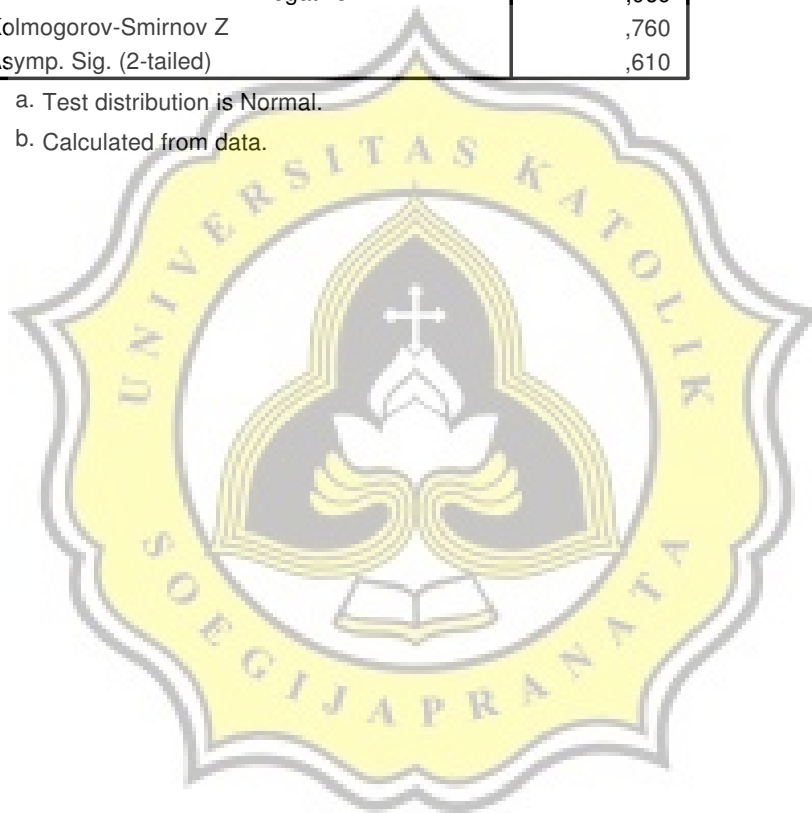 Kolmogorov-Smirnov Z ,760
Asymp. Sig. (2-tailed) ,610
a. Test distribution is Normal.
b. Calculated from data.
UNIVERSITAS KATOLIK
SOEGIJAPRANATA